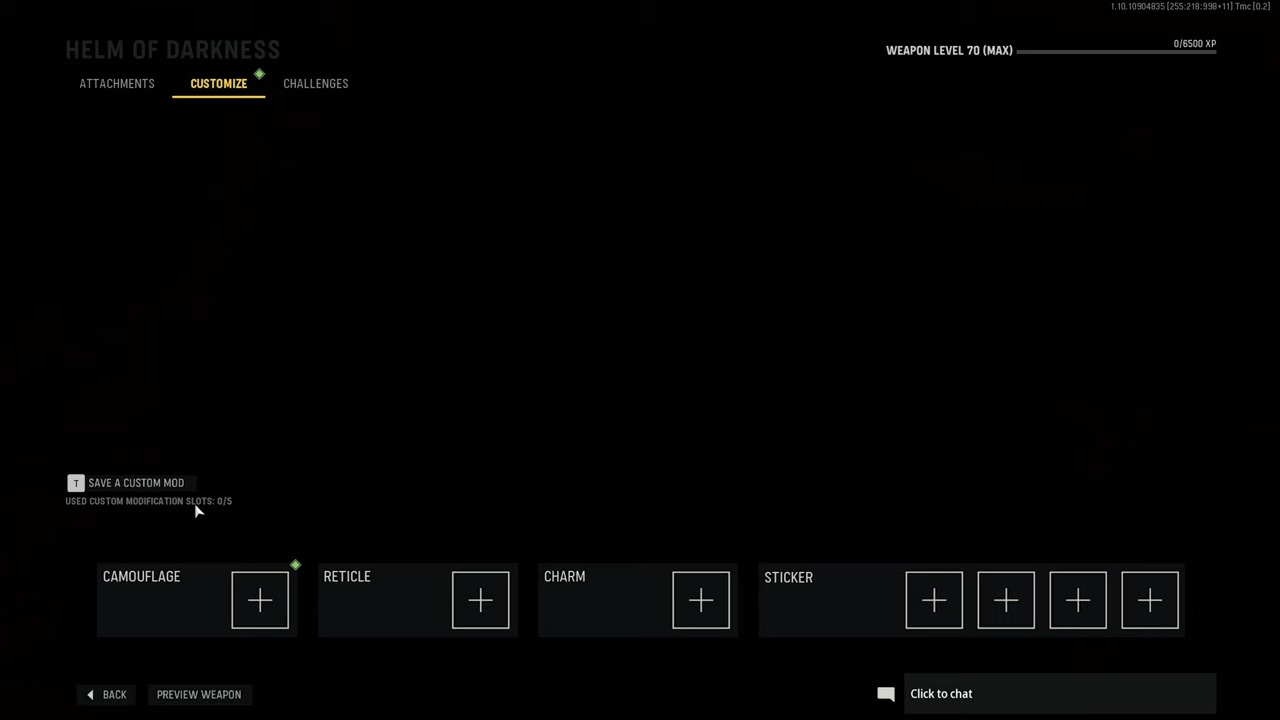 1.10.10904835 [255:218:998+11] Tmc [0.2]
HELM OF DARKNESS
WEAPON LEVEL 70 (MAX)
0/6500 XP
ATTACHMENTS
CUSTOMIZE
CHALLENGES
T SAVE A CUSTOM MOD
USED CUSTOM MODIFICATION SLOTS: 0/5
CAMOUFLAGE
RETICLE
CHARM
STICKER
BACK
PREVIEW WEAPON
Click to chat